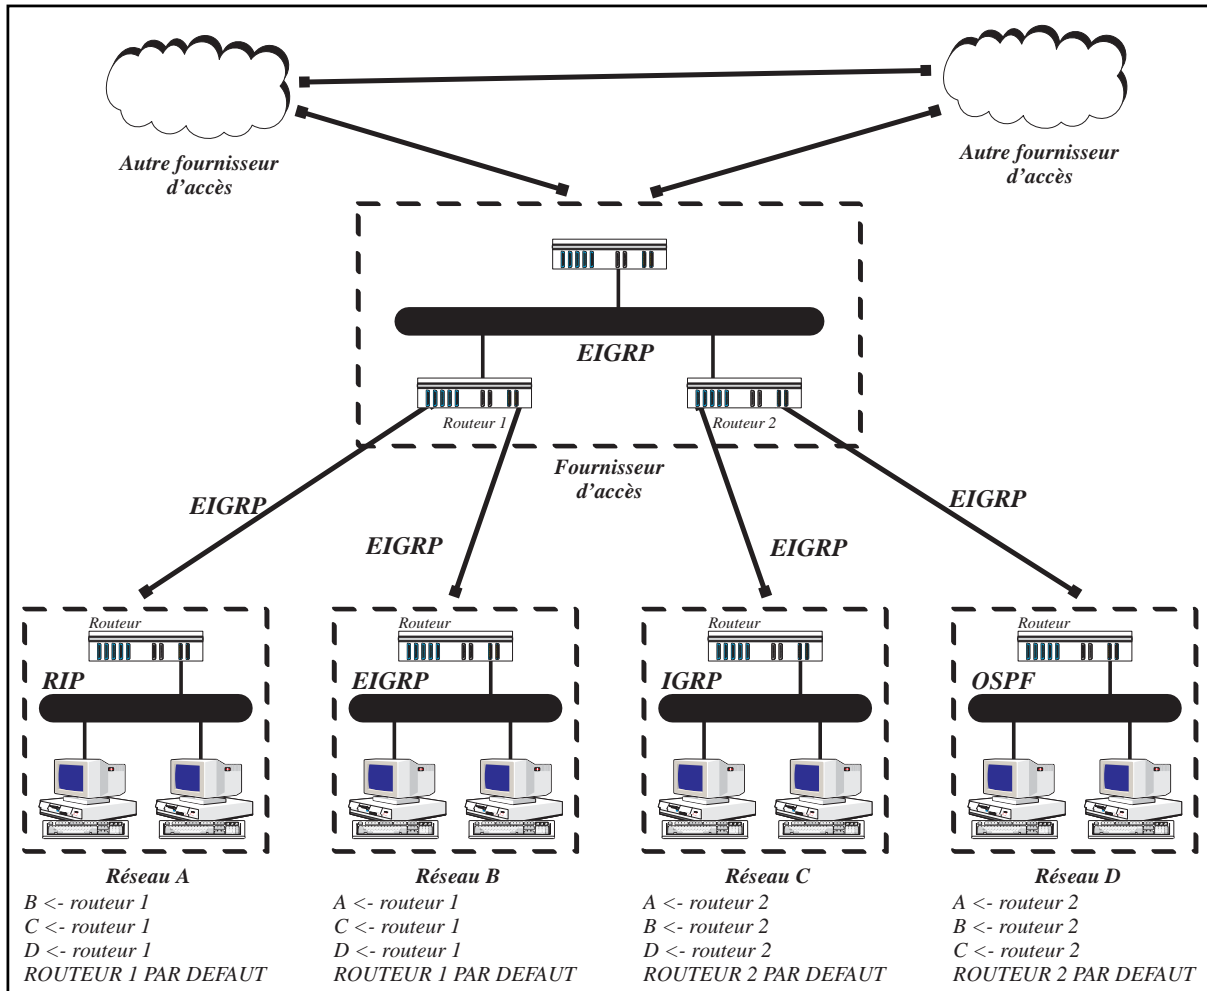 Autre fournisseur
d'accès
Autre fournisseur
d'accès
EIGRP
Routeur 1
Routeur 2
Fournisseur
d'accès
EIGRP
EIGRP
EIGRP
EIGRP
Routeur
RIP
Routeur
EIGRP
Routeur
IGRP
Routeur
OSPF
Réseau A
B <- routeur 1
C <- routeur 1
D <- routeur 1
ROUTEUR 1 PAR DEFAUT
Réseau B
A <- routeur 1
C <- routeur 1
D <- routeur 1
ROUTEUR 1 PAR DEFAUT
Réseau C
A <- routeur 2
B <- routeur 2
D <- routeur 2
ROUTEUR 2 PAR DEFAUT
Réseau D
A <- routeur 2
B <- routeur 2
C <- routeur 2
ROUTEUR 2 PAR DEFAUT